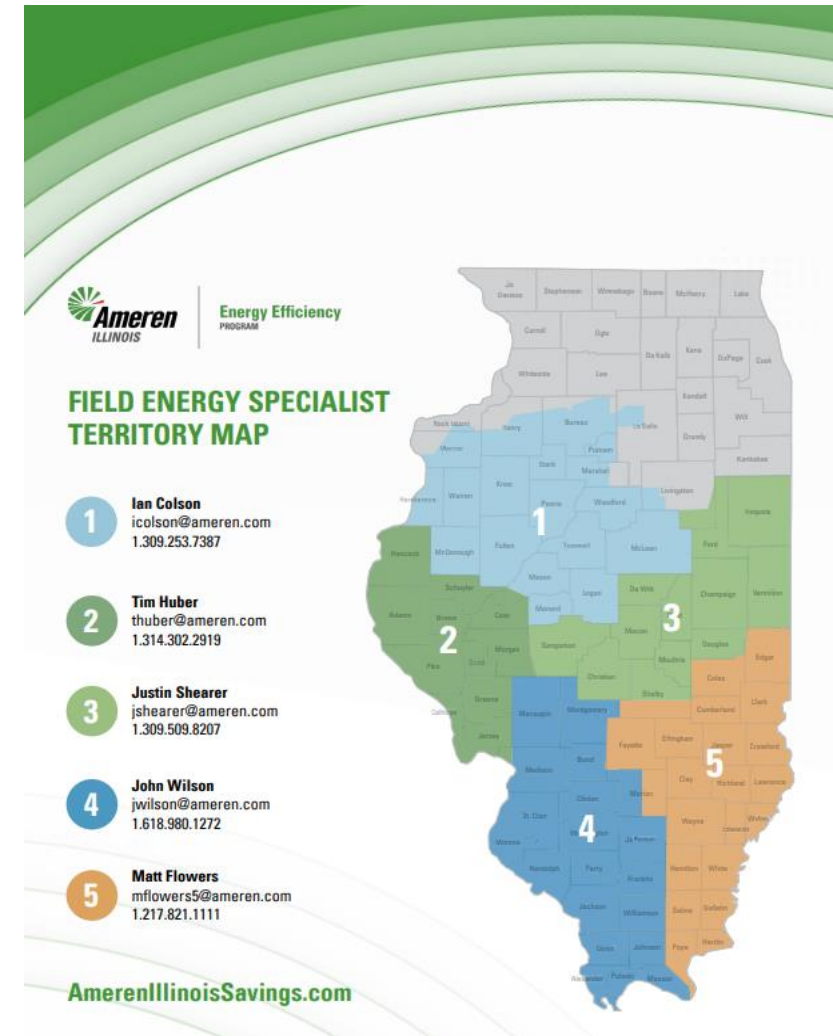 Ameren
ILLINOIS
Energy Efficiency
PROGRAM
FIELD ENERGY SPECIALIST
TERRITORY MAP
1
Ian Colson
icolson@ameren.com
1.309.253.7387
2
Tim Huber
thuber@ameren.com
1.314.302.2919
3
Justin Shearer
jshearer@ameren.com
1.309.509.8207
4
John Wilson
jwilson@ameren.com
1.618.980.1272
5
Matt Flowers
mflowers5@ameren.com
1.217.821.1111
AmerenIllinoisSavings.com
Jo Daviess Stephenson Winnebago Boone McHenry Lake
Carroll Ogle
De Kalb Kane DuPage Cook
Whiteside Lee
Kendall
Rock Island Henry Bureau La Salle Grundy Will
Mercer Putnam
Stark Marshall Kankakee
Knox Livingston
Henderson Warren Peoria Woodford Iroquois
1
Ford
Hancock McDonough Fulton Tazewell McLean
Mason
Schuyler Logan De Witt Champaign Vermilion
Adams Brown Cass Menard
2
Macon
3
Morgan Sangamon Douglas
Pike Scott Moultrie Edgar
Christian Coles
Greene Shelby
Calhoun Macoupin Montgomery Cumberland Clark
Jersey
Fayette Effingham Jasper Crawford
Bond
5
Madison Clay Richland Lawrence
Clinton Marion
St. Clair Wayne
4
Monroe Jefferson
Randolph Perry Hamilton White
Franklin
Jackson Williamson Saline Gallatin
Union Johnson Pope Hardin
Alexander Pulaski Massac